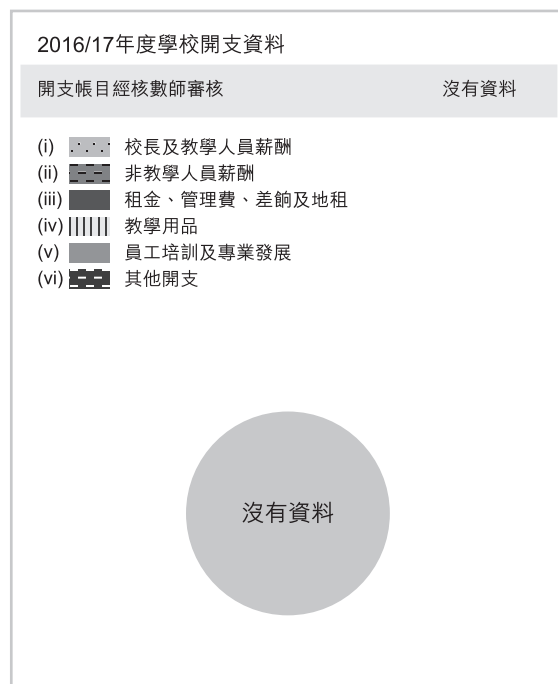 2016/17年度學校開支資料
開支帳目經核數師審核 沒有資料
(i) 校長及教學人員薪酬
(ii) 非教學人員薪酬
(iii) 租金、管理費、差餉及地租
(iv) 教學用品
(v) 員工培訓及專業發展
(vi) 其他開支
沒有資料